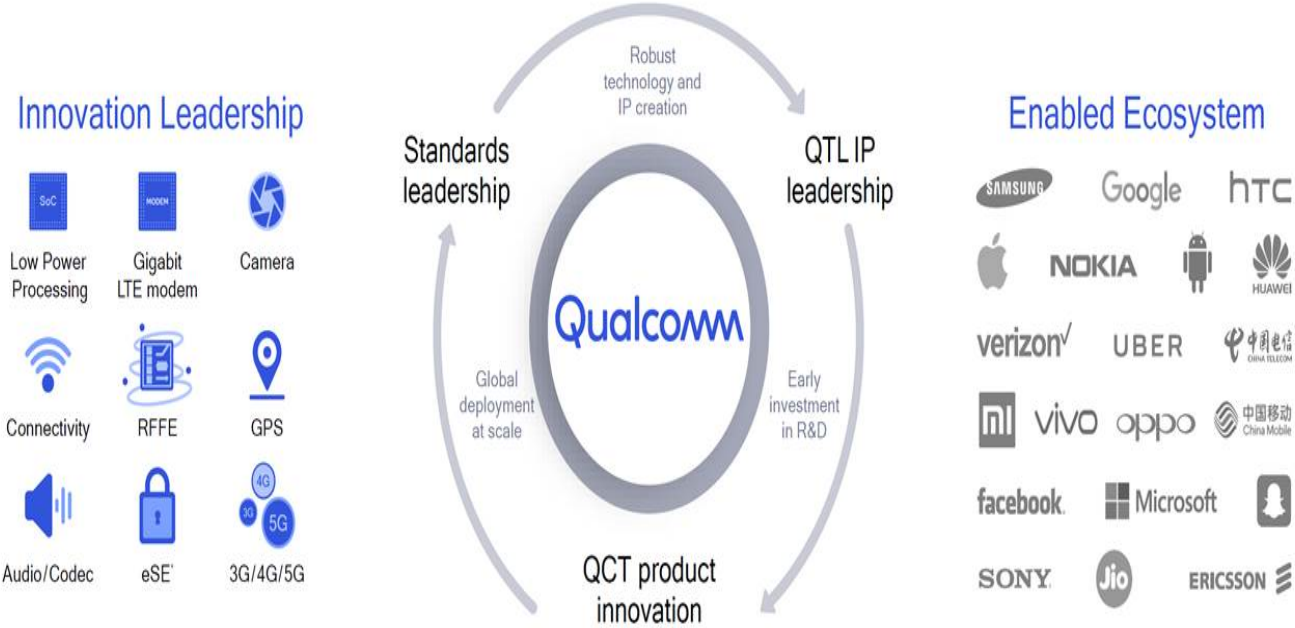 Innovation Leadership
SoC
MODEM
Low Power
Processing
Gigabit
LTE modem
Camera
Connectivity
RFFE
GPS
4G
3G
5G
Audio/Codec
eSE*
3G/4G/5G
Robust
technology and
IP creation
Standards
leadership
QTL IP
leadership
Qualcomm
Global
deployment
at scale
Early
investment
in R&D
QCT product
innovation
Enabled Ecosystem
SAMSUNG
Google
hTC
NOKIA
HUAWEI
verizon✓
UBER
中国电信
CHINA TELECOM
mi
vivo
oppo
中国移动
China Mobile
facebook.
Microsoft
SONY
Jio
ERICSSON